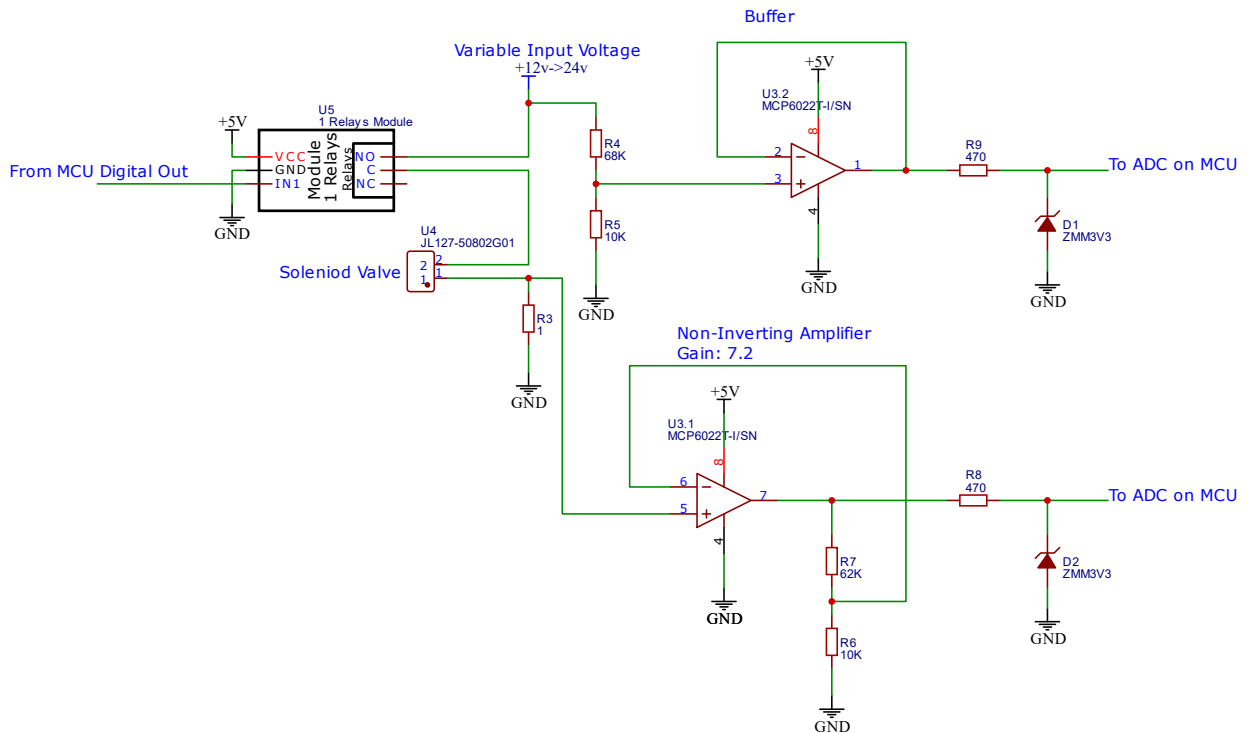 Buffer
Variable Input Voltage
+12v->24v
+5V
U3.2
MCP6022T-I/SN
8
2
3
1
4
GND
R9
470
To ADC on MCU
D1
ZMM3V3
GND
U5
1 Relays Module
+5V
From MCU Digital Out
VCC
GND
IN1
Module
1 Relays
Relays
NO
C
NC
GND
R4
68K
R5
10K
GND
U4
JL127-50802G01
Soleniod Valve
2
1
2
1
R3
1
GND
Non-Inverting Amplifier
Gain: 7.2
+5V
U3.1
MCP6022T-I/SN
8
6
5
7
4
GND
R8
470
To ADC on MCU
R7
62K
R6
10K
GND
D2
ZMM3V3
GND